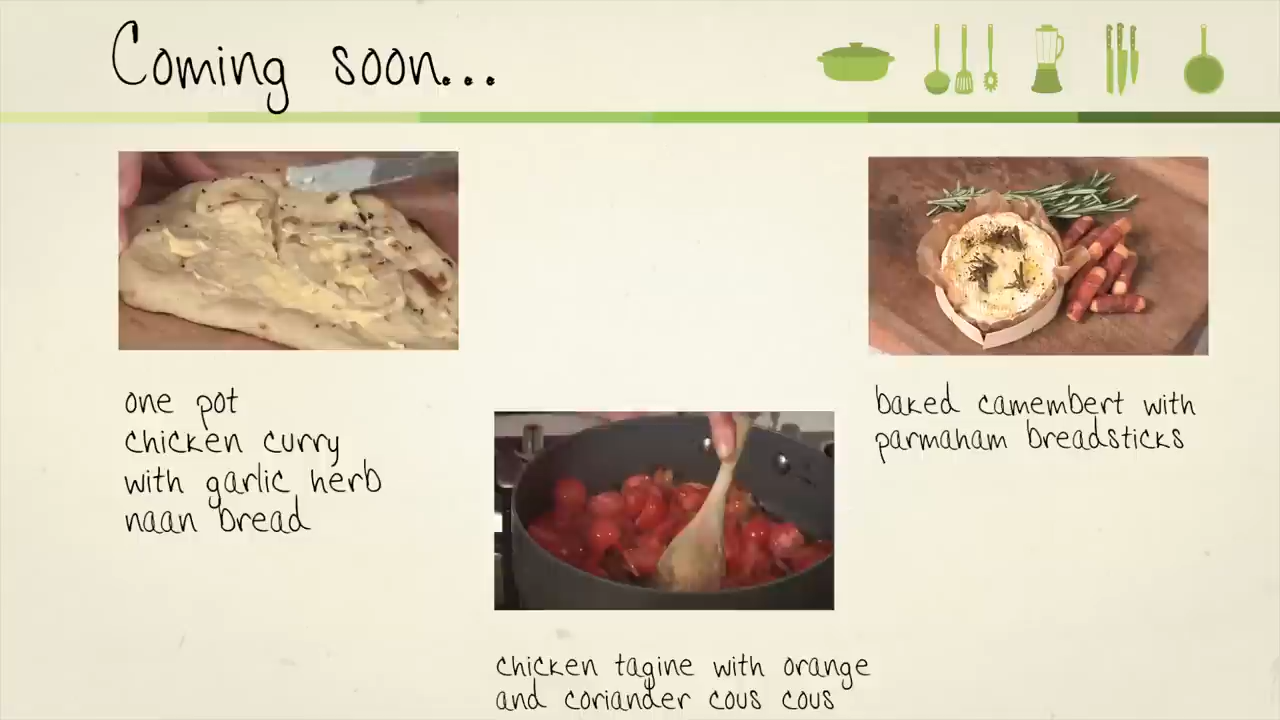 Coming soon...
one pot
chicken curry
with garlic herb
naan bread
baked camembert with
parmaham breadsticks
chicken tagine with orange
and coriander cous cous